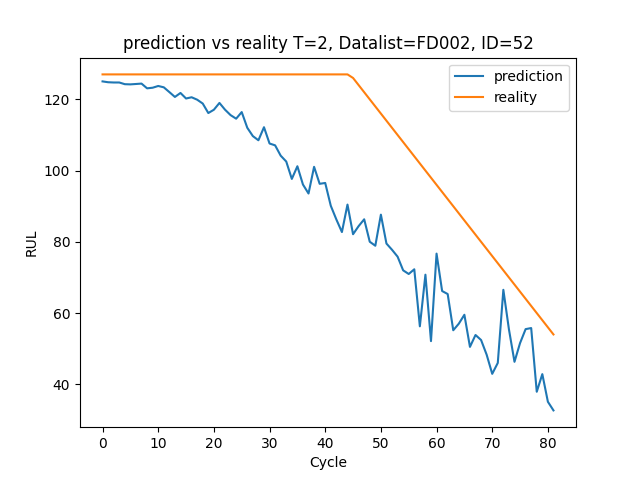 prediction vs reality T=2, Datalist=FD002, ID=52
prediction
reality
RUL
120
100
80
60
40
0 10 20 30 40 50 60 70 80
Cycle